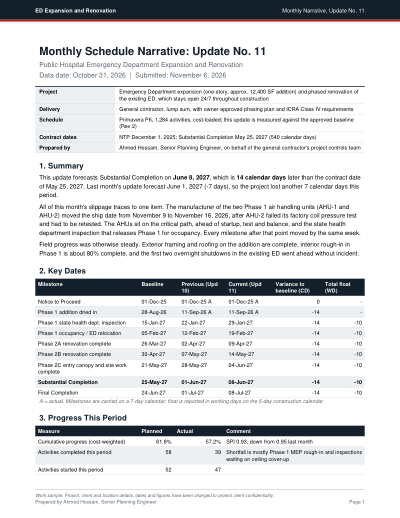 ED Expansion and Renovation
Monthly Narrative, Update No. 11
Monthly Schedule Narrative: Update No. 11
Public Hospital Emergency Department Expansion and Renovation
Data date: October 31, 2026 | Submitted: November 6, 2026
Project
Emergency Department expansion (one-story, approx. 12,400 SF addition) and phased renovation of
the existing ED, which stays open 24/7 throughout construction
Delivery
General contractor, lump sum, with owner-approved phasing plan and ICRA Class IV requirements
Schedule
Primavera P6, 1,284 activities, cost-loaded; this update is measured against the approved baseline
(Rev 2)
Contract dates
NTP December 1, 2025; Substantial Completion May 25, 2027 (540 calendar days)
Prepared by
Ahmed Hossam, Senior Planning Engineer, on behalf of the general contractor's project controls team
1. Summary
This update forecasts Substantial Completion on June 8, 2027, which is 14 calendar days later than the contract date
of May 25, 2027. Last month's update forecast June 1, 2027 (-7 days), so the project lost another 7 calendar days this
period.
All of this month's slippage traces to one item. The manufacturer of the two Phase 1 air handling units (AHU-1 and
AHU-2) moved the ship date from November 9 to November 16, 2026, after AHU-2 failed its factory coil pressure test
and had to be retested. The AHUs sit on the critical path, ahead of startup, test and balance, and the state health
department inspection that releases Phase 1 for occupancy. Every milestone after that point moved by the same week.
Field progress was otherwise steady. Exterior framing and roofing on the addition are complete, interior rough-in in
Phase 1 is about 80% complete, and the first two overnight shutdowns in the existing ED went ahead without incident.
2. Key Dates
Milestone Baseline Previous (Upd 10) Current (Upd 11) Variance to baseline (CD) Total float (WD)
Notice to Proceed 01-Dec-25 01-Dec-25 A 01-Dec-25 A 0 -
Phase 1 addition dried in 28-Aug-26 11-Sep-26 A 11-Sep-26 A -14 -
Phase 1 state health dept. inspection 15-Jan-27 22-Jan-27 29-Jan-27 -14 -10
Phase 1 occupancy / ED relocation 05-Feb-27 12-Feb-27 19-Feb-27 -14 -10
Phase 2A renovation complete 26-Mar-27 02-Apr-27 09-Apr-27 -14 -10
Phase 2B renovation complete 30-Apr-27 07-May-27 14-May-27 -14 -10
Phase 2C entry canopy and site work complete 21-May-27 28-May-27 04-Jun-27 -14 -10
Substantial Completion 25-May-27 01-Jun-27 08-Jun-27 -14 -10
Final Completion 24-Jun-27 01-Jul-27 08-Jul-27 -14 -10
A = actual. Milestones are carried on a 7-day calendar; float is reported in working days on the 5-day construction calendar.
3. Progress This Period
Measure Planned Actual Comment
Cumulative progress (cost-weighted) 61.8% 57.2% SPI 0.93, down from 0.95 last month
Activities completed this period 58 39 Shortfall is mostly Phase 1 MEP rough-in and inspections
waiting on ceiling cover-up
Activities started this period 52 47
Work sample. Project, client and location details, dates and figures have been changed to protect client confidentiality.
Prepared by Ahmed Hossam, Senior Planning Engineer
Page 1